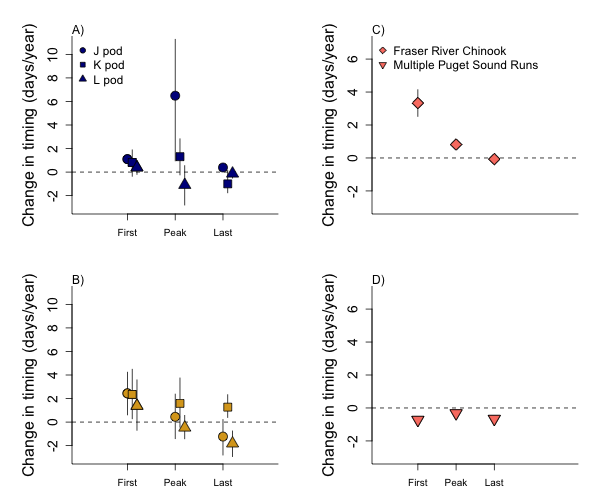 A)
J pod
K pod
L pod
Change in timing (days/year)
10
8
6
4
2
0
-2
First Peak Last
C)
Fraser River Chinook
Multiple Puget Sound Runs
Change in timing (days/year)
6
4
2
0
-2
B)
Change in timing (days/year)
10
8
6
4
2
0
-2
First Peak Last
D)
Change in timing (days/year)
6
4
2
0
-2
First Peak Last